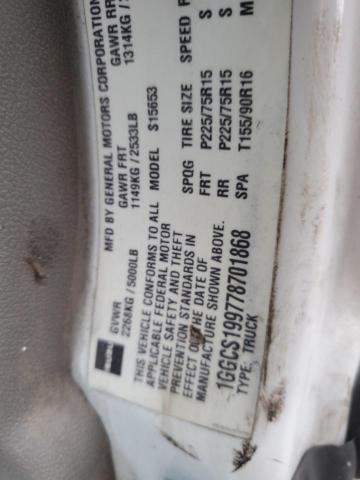 MFD BY GENERAL MOTORS CORPORATION
GVWR GAWR FRT GAWR RR
2268KG/5000LB 1149KG/2533LB 1314KG/
THIS VEHICLE CONFORMS TO ALL
APPLICABLE FEDERAL MOTOR
VEHICLE SAFETY AND THEFT
PREVENTION STANDARDS IN
EFFECT ON THE DATE OF
MANUFACTURE SHOWN ABOVE.
1GGCS199778701868
TYPE: TRUCK
MODEL S15653
SPQG TIRE SIZE SPEED
FRT P225/75R15 S
RR P225/75R15 S
SPA T155/90R16 M